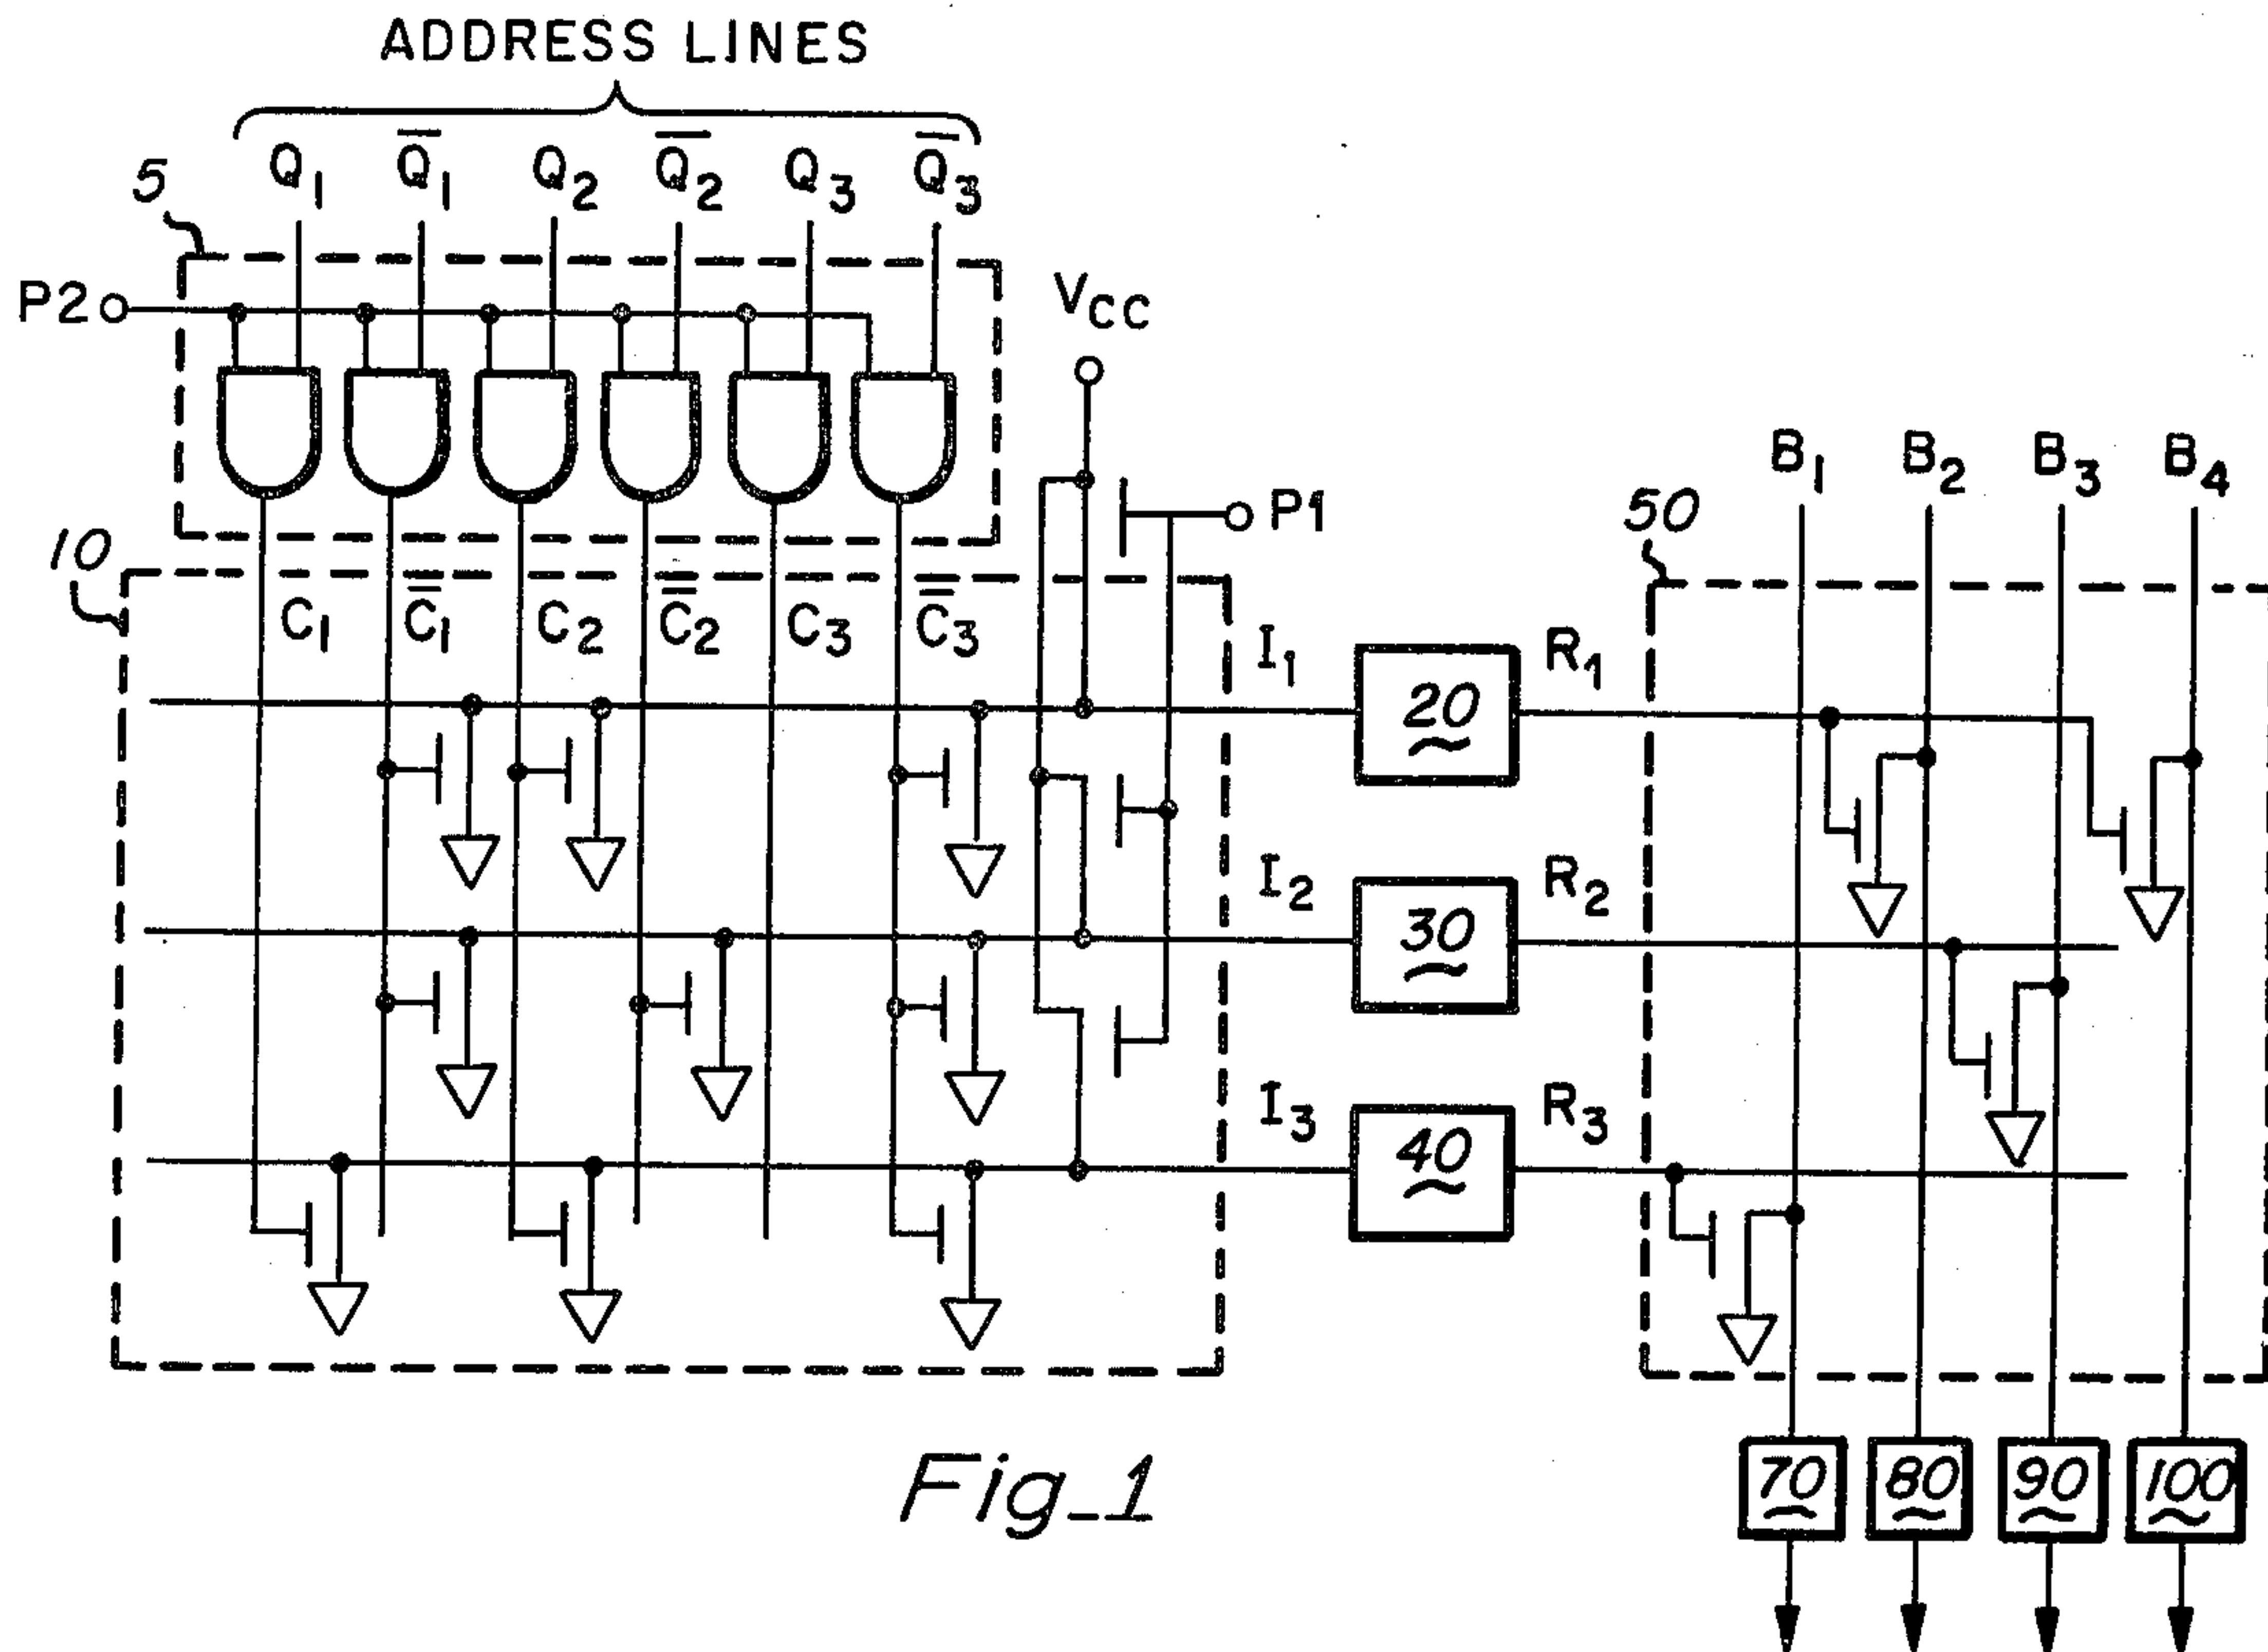 ADDRESS LINES
5 Q₁ Q̅₁ Q₂ Q̅₂ Q₃ Q̅₃
P2
V_CC
P1
B₁ B₂ B₃ B₄
50
10
C₁ C̅₁ C₂ C̅₂ C₃ C̅₃
I₁ 20 R₁
I₂ 30 R₂
I₃ 40 R₃
70 80 90 100
Fig_1